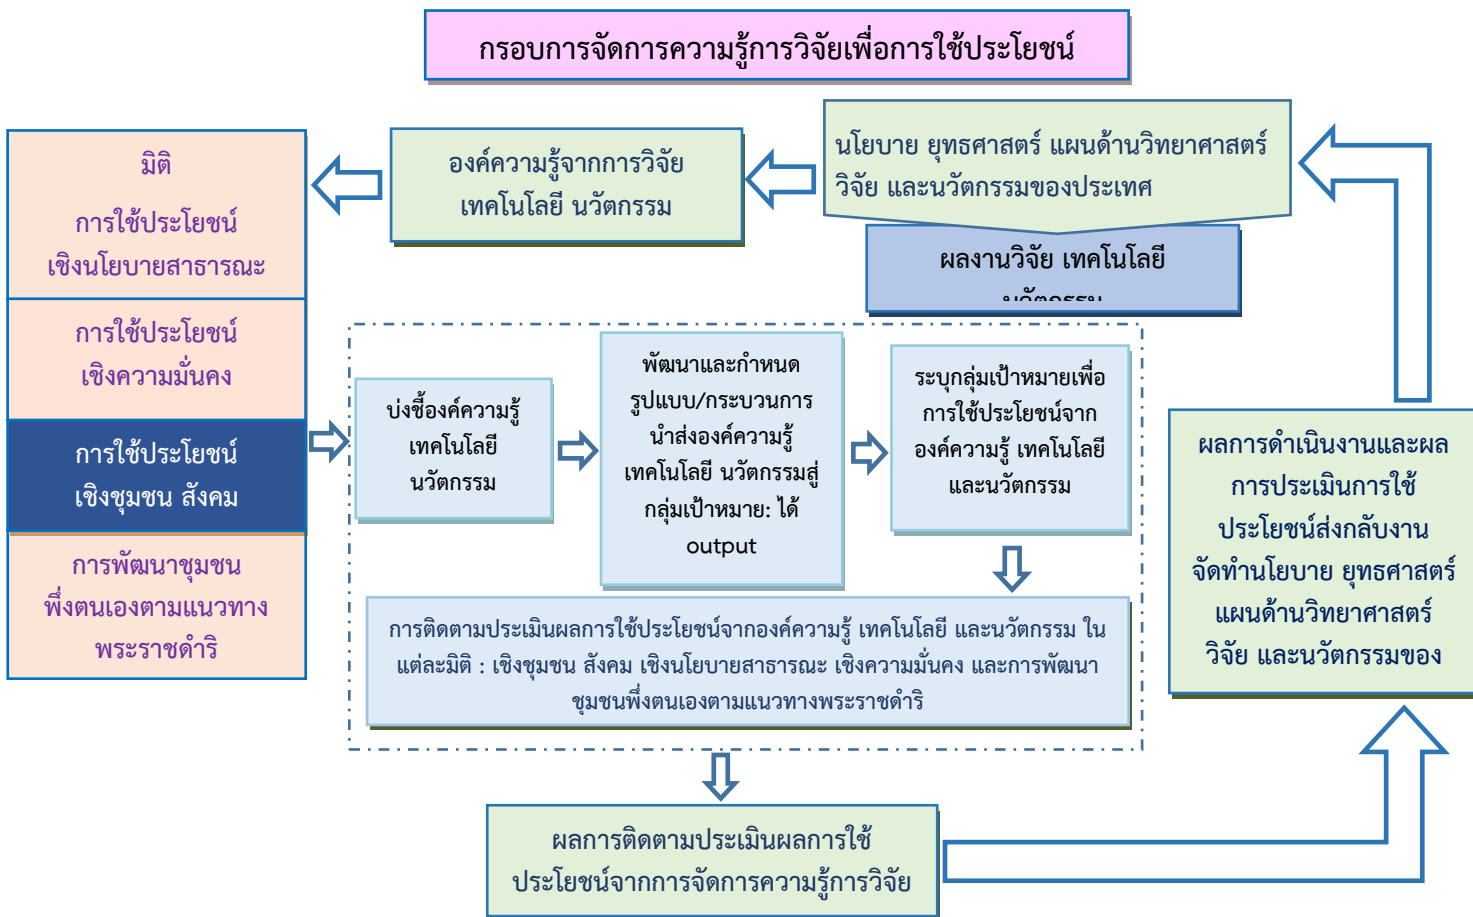 กรอบการจัดการความรู้การวิจัยเพื่อการใช้ประโยชน์
นโยบาย ยุทธศาสตร์ แผนด้านวิทยาศาสตร์
วิจัย และนวัตกรรมของประเทศ
ผลงานวิจัย เทคโนโลยี
นวัตกรรม
องค์ความรู้จากการวิจัย
เทคโนโลยี นวัตกรรม
มิติ
การใช้ประโยชน์
เชิงนโยบายสาธารณะ
การใช้ประโยชน์
เชิงความมั่นคง
การใช้ประโยชน์
เชิงชุมชน สังคม
การพัฒนาชุมชน
พึ่งตนเองตามแนวทาง
พระราชดำริ
บ่งชี้องค์ความรู้
เทคโนโลยี
นวัตกรรม
พัฒนาและกำหนด
รูปแบบ/กระบวนการ
นำส่งองค์ความรู้
เทคโนโลยี นวัตกรรมสู่
กลุ่มเป้าหมาย: ได้
output
ระบุกลุ่มเป้าหมายเพื่อ
การใช้ประโยชน์จาก
องค์ความรู้ เทคโนโลยี
และนวัตกรรม
การติดตามประเมินผลการใช้ประโยชน์จากองค์ความรู้ เทคโนโลยี และนวัตกรรม ใน
แต่ละมิติ : เชิงชุมชน สังคม เชิงนโยบายสาธารณะ เชิงความมั่นคง และการพัฒนา
ชุมชนพึ่งตนเองตามแนวทางพระราชดำริ
ผลการติดตามประเมินผลการใช้
ประโยชน์จากการจัดการความรู้การวิจัย
ผลการดำเนินงานและผล
การประเมินการใช้
ประโยชน์ส่งกลับงาน
จัดทำนโยบาย ยุทธศาสตร์
แผนด้านวิทยาศาสตร์
วิจัย และนวัตกรรมของ